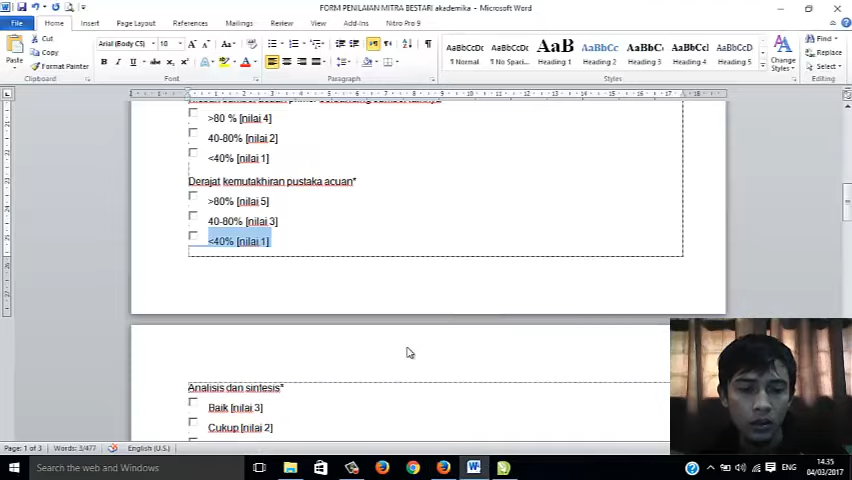 FORM PENILAIAN MITRA BESTARI akademika - Microsoft Word
File
Home
Insert
Page Layout
References
Mailings
Review
View
Nitro Pro 9
Paste
Cut
Copy
Format Painter
Clipboard
Arial (Body CS)
10
Font
Paragraph
AaBbCcDc
¶ Normal
AaBbCcDc
¶ No Spaci...
AaB
Heading 1
AaBbCc
Heading 2
AaBbC
Heading 3
AaBbCcI
Heading 4
AaBbCcDc
Heading 5
Change
Styles
Styles
Find
Replace
Select
Editing
>80 % [nilai 4]
40-80% [nilai 2]
<40% [nilai 1]
Derajat kemutakhiran pustaka acuan*
>80% [nilai 5]
40-80% [nilai 3]
<40% [nilai 1]
Analisis dan sintesis*
Baik [nilai 3]
Cukup [nilai 2]
Page: 1 of 3
Words: 3/477
English (U.S.)
Search the web and Windows
ENG
14.35
04/03/2017